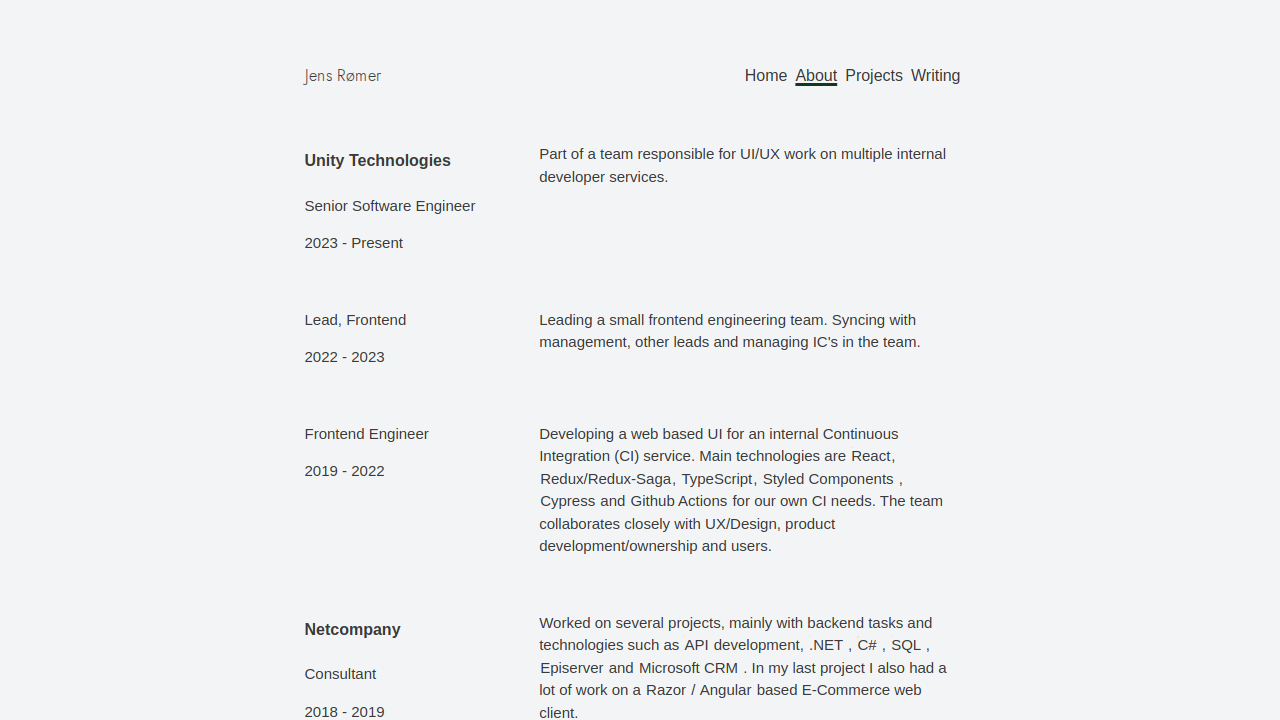 Jens Rømer
Home About Projects Writing
Unity Technologies
Senior Software Engineer
2023 - Present
Part of a team responsible for UI/UX work on multiple internal
developer services.
Lead, Frontend
2022 - 2023
Leading a small frontend engineering team. Syncing with
management, other leads and managing IC's in the team.
Frontend Engineer
2019 - 2022
Developing a web based UI for an internal Continuous
Integration (CI) service. Main technologies are React,
Redux/Redux-Saga, TypeScript, Styled Components ,
Cypress and Github Actions for our own CI needs. The team
collaborates closely with UX/Design, product
development/ownership and users.
Netcompany
Consultant
2018 - 2019
Worked on several projects, mainly with backend tasks and
technologies such as API development, .NET , C# , SQL ,
Episerver and Microsoft CRM . In my last project I also had a
lot of work on a Razor / Angular based E-Commerce web
client.